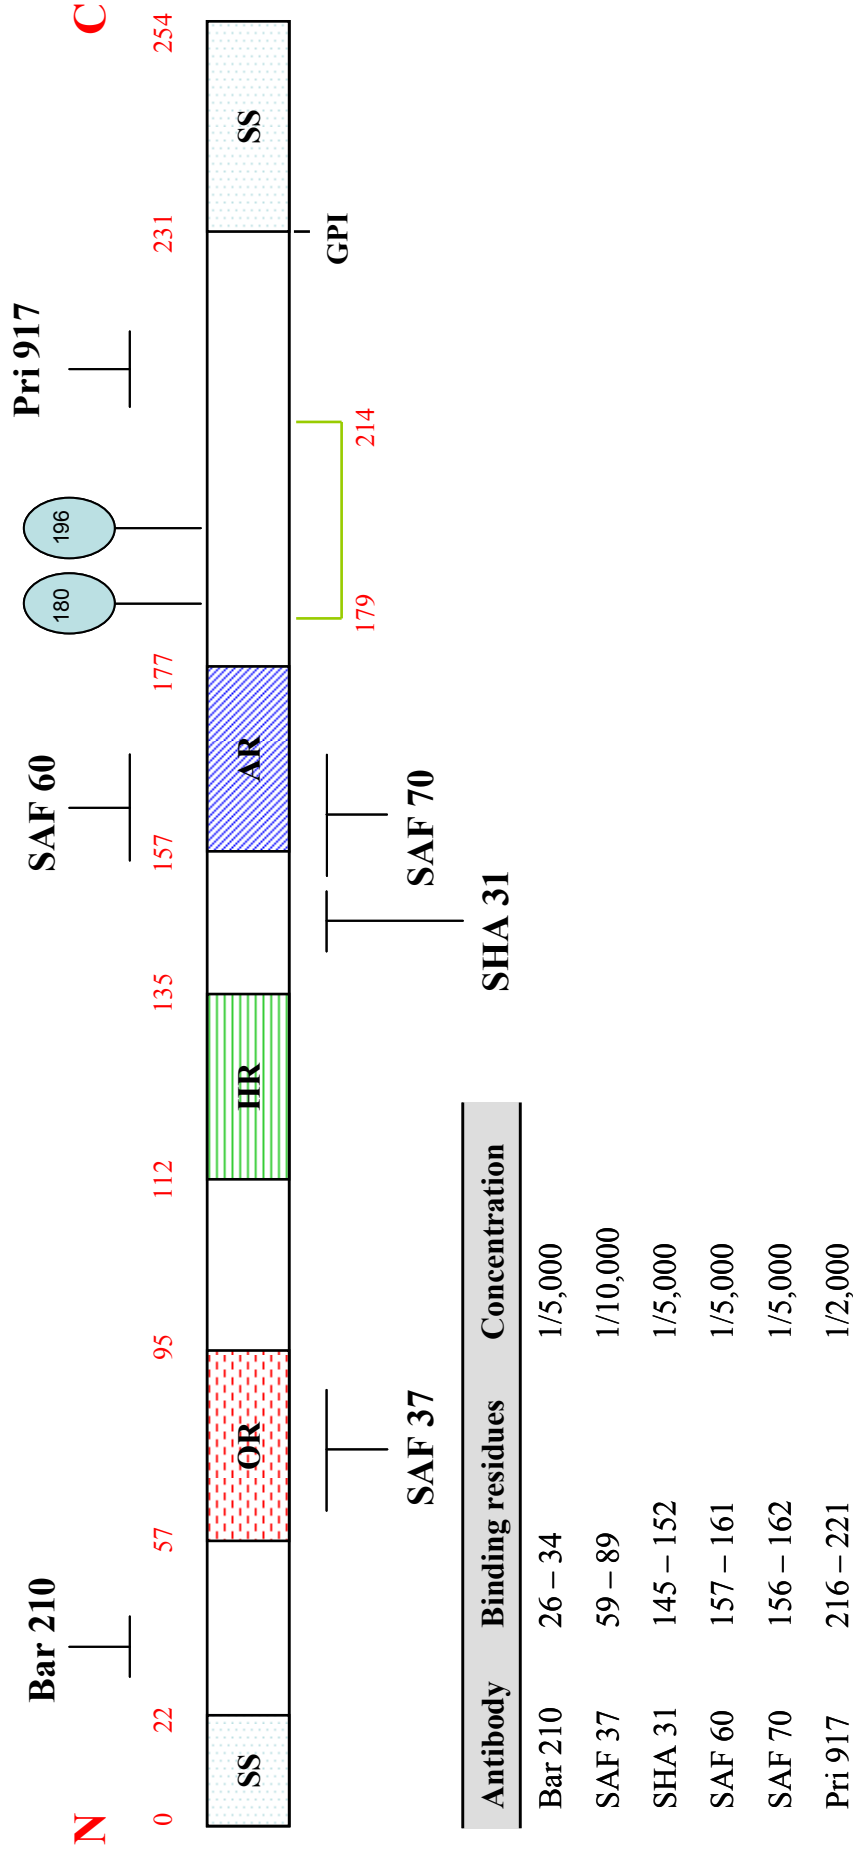 Bar 210
SAF 60
Pri 917
180
196
N
C
0
22
57
95
112
135
157
177
231
254
SS
OR
HR
AR
SS
179
214
GPI
SAF 37
SAF 70
SHA 31
Antibody Binding residues Concentration
Bar 210 26 – 34 1/5,000
SAF 37 59 – 89 1/10,000
SHA 31 145 – 152 1/5,000
SAF 60 157 – 161 1/5,000
SAF 70 156 – 162 1/5,000
Pri 917 216 – 221 1/2,000